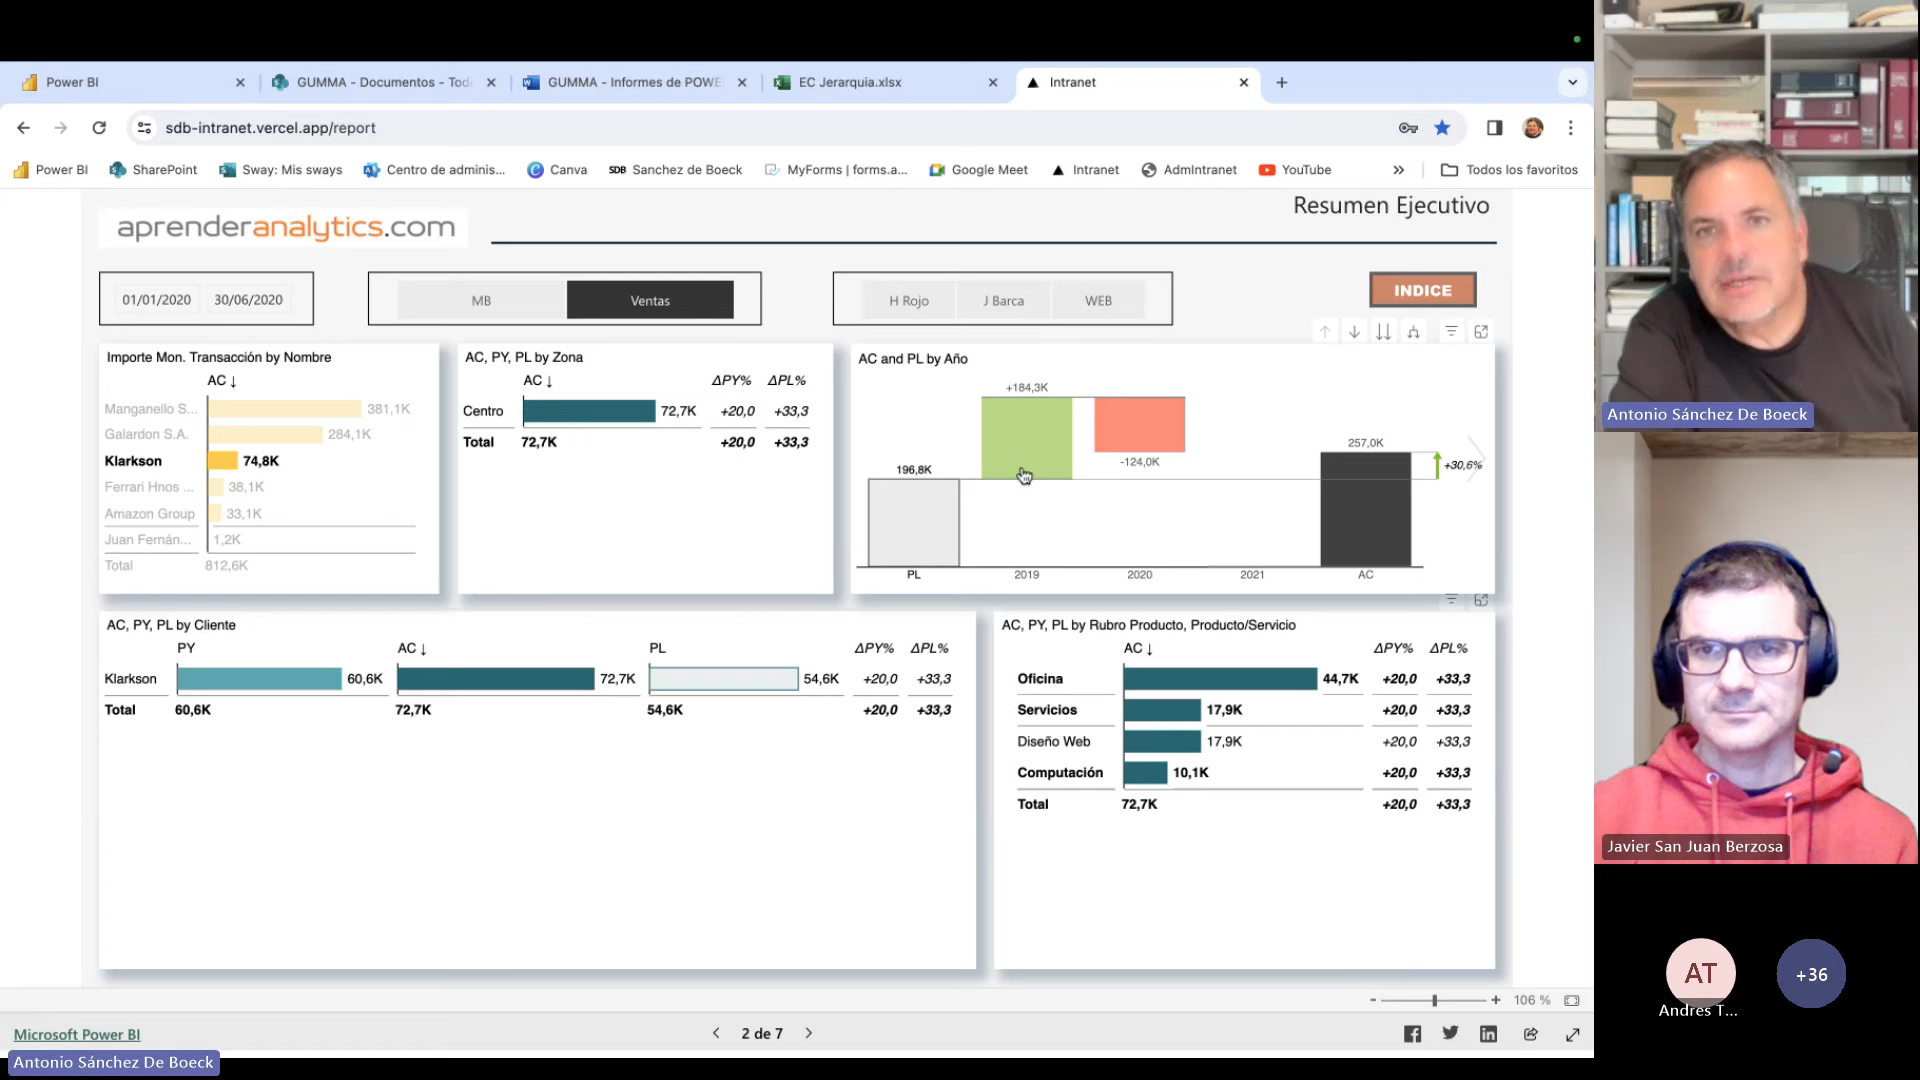 Power BI
GUMMA - Documentos - Tod
GUMMA - Informes de POWE
EC Jerarquia.xlsx
Intranet
sdb-intranet.vercel.app/report
Power BI
SharePoint
Sway: Mis sways
Centro de adminis...
Canva
SDB Sanchez de Boeck
MyForms | forms.a...
Google Meet
Intranet
AdmIntranet
YouTube
Todos los favoritos
aprenderanalytics.com
Resumen Ejecutivo
01/01/2020 30/06/2020
MB Ventas
H Rojo J Barca WEB
INDICE
Importe Mon. Transacción by Nombre
AC ↓
Manganello S... 381,1K
Galardon S.A. 284,1K
Klarkson 74,8K
Ferrari Hnos ... 38,1K
Amazon Group 33,1K
Juan Fernán... 1,2K
Total 812,6K
AC, PY, PL by Zona
AC ↓ ΔPY% ΔPL%
Centro 72,7K +20,0 +33,3
Total 72,7K +20,0 +33,3
AC and PL by Año
+184,3K
257,0K
196,8K -124,0K +30,6%
PL 2019 2020 2021 AC
AC, PY, PL by Cliente
PY AC ↓ PL ΔPY% ΔPL%
Klarkson 60,6K 72,7K 54,6K +20,0 +33,3
Total 60,6K 72,7K 54,6K +20,0 +33,3
AC, PY, PL by Rubro Producto, Producto/Servicio
AC ↓ ΔPY% ΔPL%
Oficina 44,7K +20,0 +33,3
Servicios 17,9K +20,0 +33,3
Diseño Web 17,9K +20,0 +33,3
Computación 10,1K +20,0 +33,3
Total 72,7K +20,0 +33,3
- + 106 %
Microsoft Power BI
2 de 7
Antonio Sánchez De Boeck
Antonio Sánchez De Boeck
Javier San Juan Berzosa
AT
+36
Andres T...